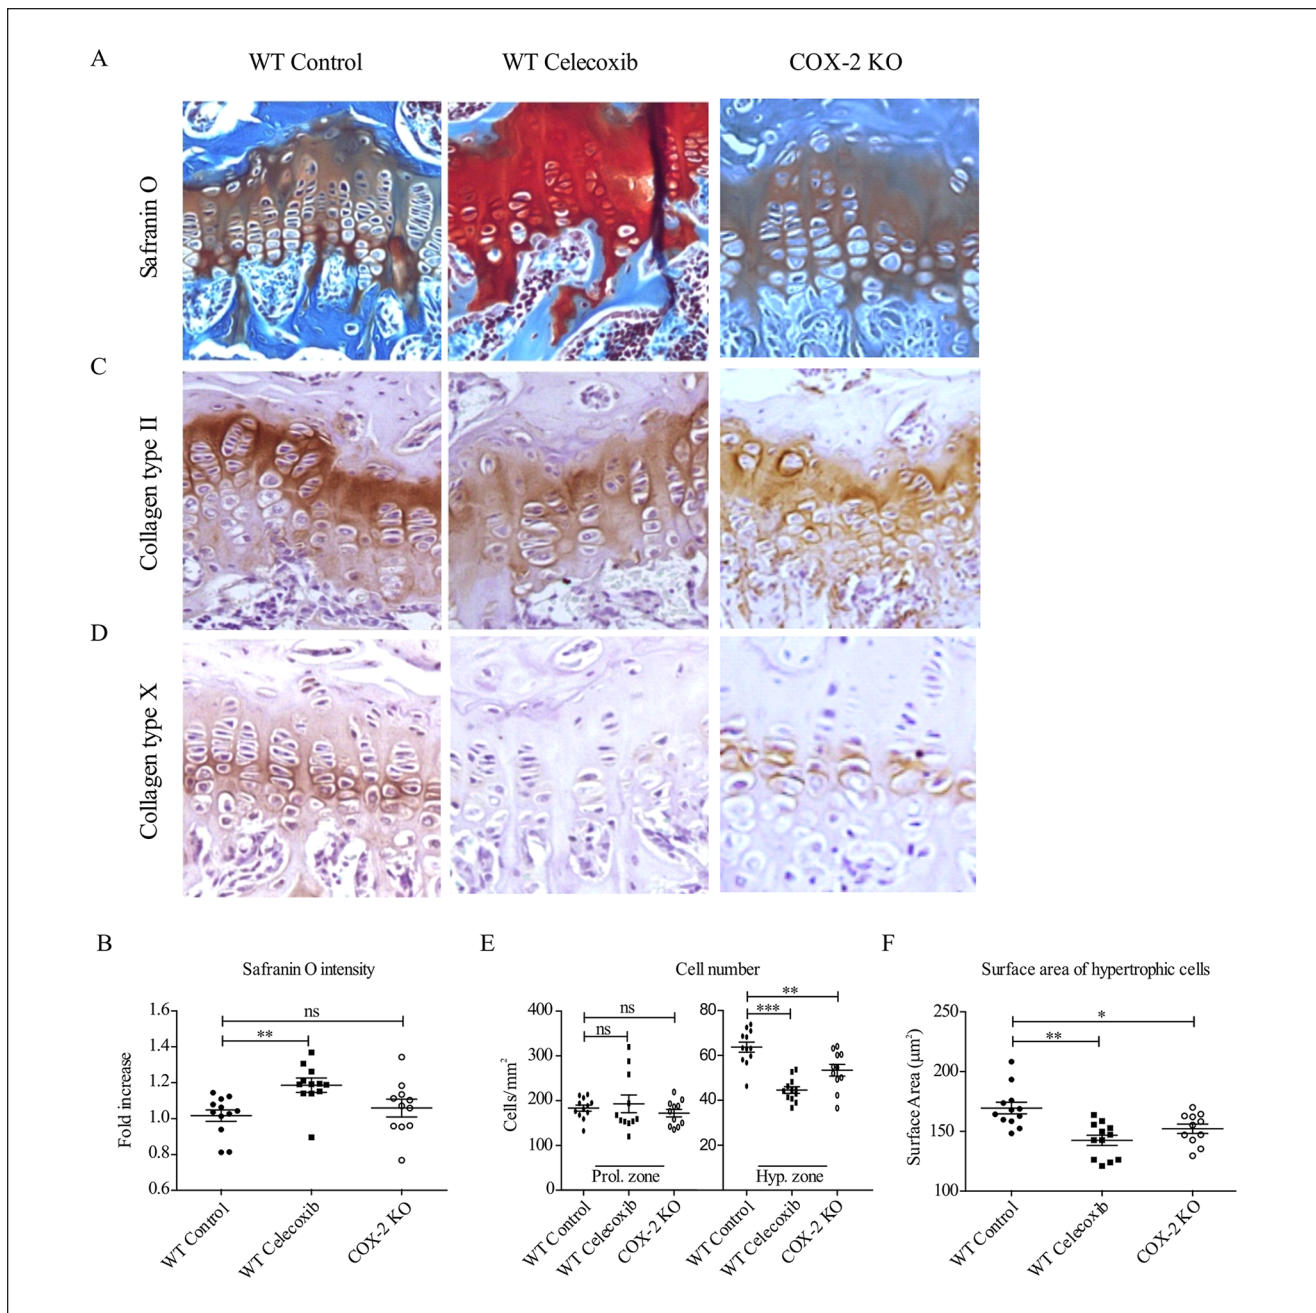 A
WT Control
WT Celecoxib
COX-2 KO
Safranin O
C
Collagen type II
D
Collagen type X
B
Safranin O intensity
Fold increase
1.6
1.4
1.2
1.0
0.8
0.6
ns
**
WT Control
WT Celecoxib
COX-2 KO
E
Cell number
Cells/mm²
400
300
200
100
0
ns
ns
Prol. zone
WT Control
WT Celecoxib
COX-2 KO
80
60
40
20
**
***
Hyp. zone
WT Control
WT Celecoxib
COX-2 KO
F
Surface area of hypertrophic cells
Surface Area (μm²)
250
200
150
100
*
**
WT Control
WT Celecoxib
COX-2 KO